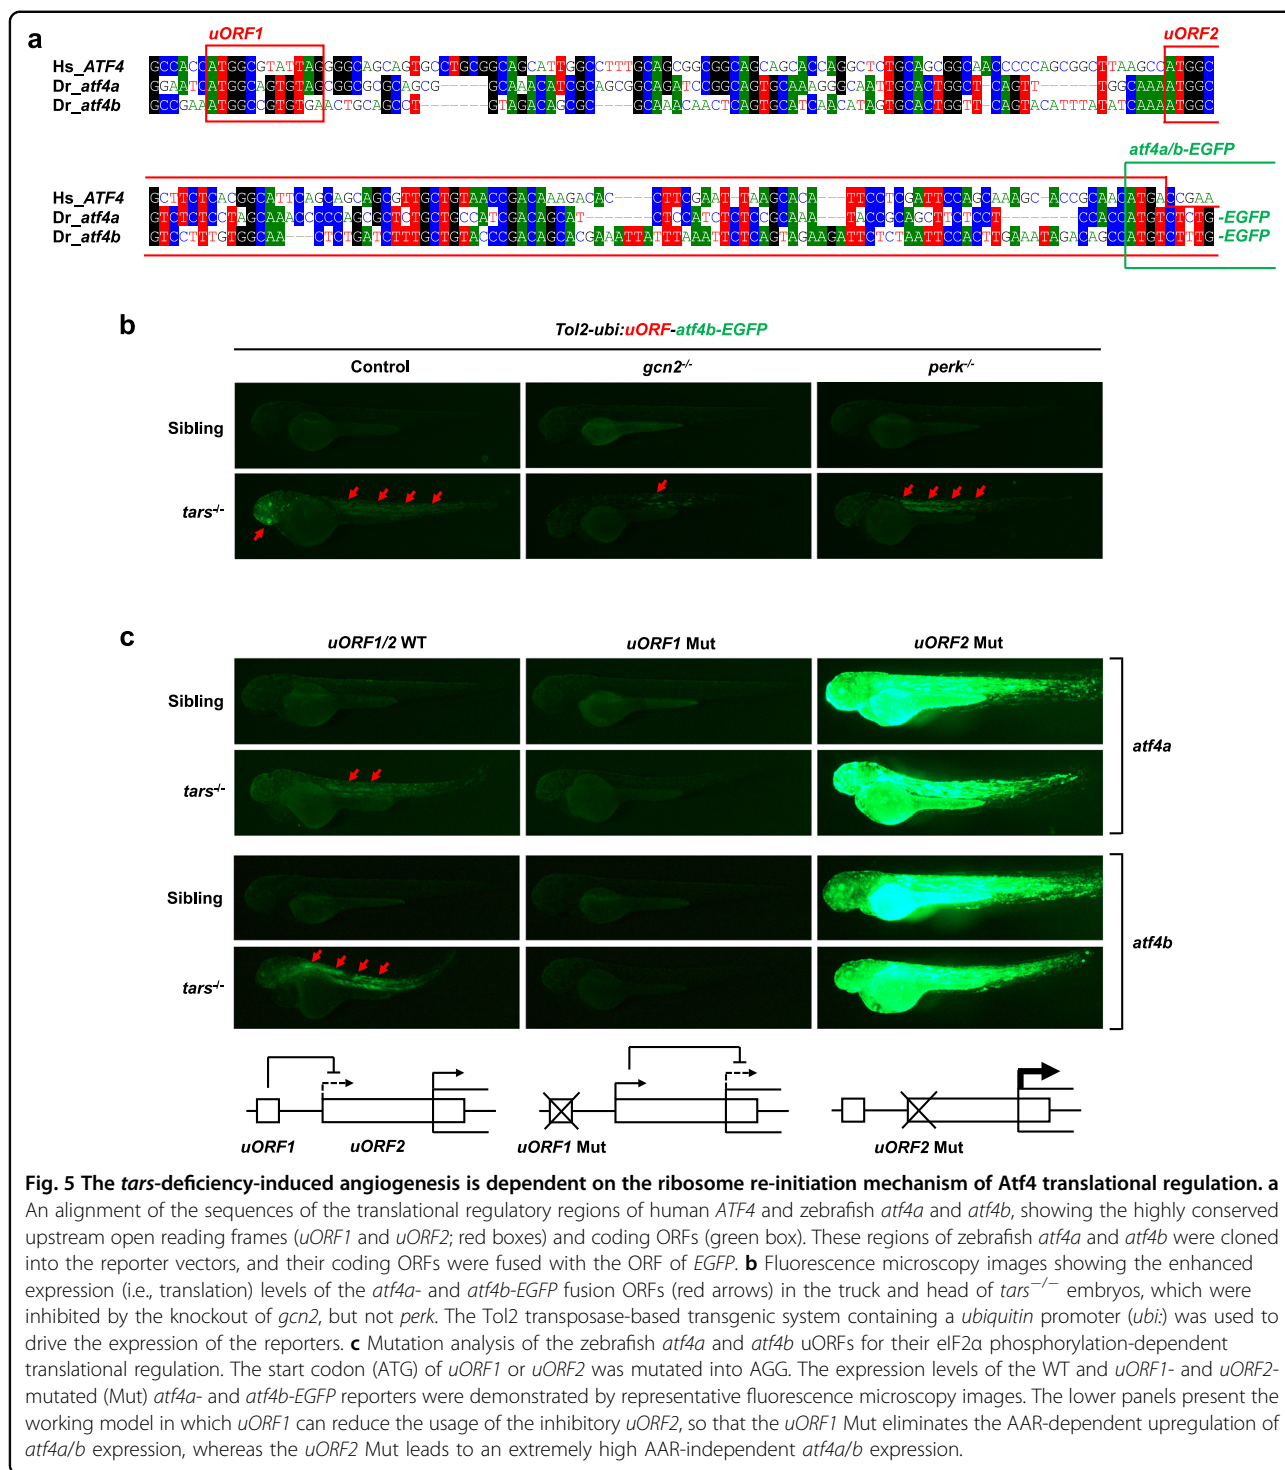 a
uORF1
uORF2
Hs_ATF4
Dr_atf4a
Dr_atf4b
atf4a/b-EGFP
Hs_ATF4
Dr_atf4a
-EGFP
Dr_atf4b
-EGFP
b
Tol2-ubi:uORF-atf4b-EGFP
Control gcn2-/- perk-/-
Sibling
tars-/-
c
uORF1/2 WT uORF1 Mut uORF2 Mut
Sibling
atf4a
tars-/-
Sibling
atf4b
tars-/-
uORF1 uORF2 uORF1 Mut uORF2 Mut
Fig. 5 The tars-deficiency-induced angiogenesis is dependent on the ribosome re-initiation mechanism of Atf4 translational regulation. a
An alignment of the sequences of the translational regulatory regions of human ATF4 and zebrafish atf4a and atf4b, showing the highly conserved
upstream open reading frames (uORF1 and uORF2; red boxes) and coding ORFs (green box). These regions of zebrafish atf4a and atf4b were cloned
into the reporter vectors, and their coding ORFs were fused with the ORF of EGFP. b Fluorescence microscopy images showing the enhanced
expression (i.e., translation) levels of the atf4a- and atf4b-EGFP fusion ORFs (red arrows) in the truck and head of tars−/− embryos, which were
inhibited by the knockout of gcn2, but not perk. The Tol2 transposase-based transgenic system containing a ubiquitin promoter (ubi:) was used to
drive the expression of the reporters. c Mutation analysis of the zebrafish atf4a and atf4b uORFs for their eIF2α phosphorylation-dependent
translational regulation. The start codon (ATG) of uORF1 or uORF2 was mutated into AGG. The expression levels of the WT and uORF1- and uORF2-
mutated (Mut) atf4a- and atf4b-EGFP reporters were demonstrated by representative fluorescence microscopy images. The lower panels present the
working model in which uORF1 can reduce the usage of the inhibitory uORF2, so that the uORF1 Mut eliminates the AAR-dependent upregulation of
atf4a/b expression, whereas the uORF2 Mut leads to an extremely high AAR-independent atf4a/b expression.